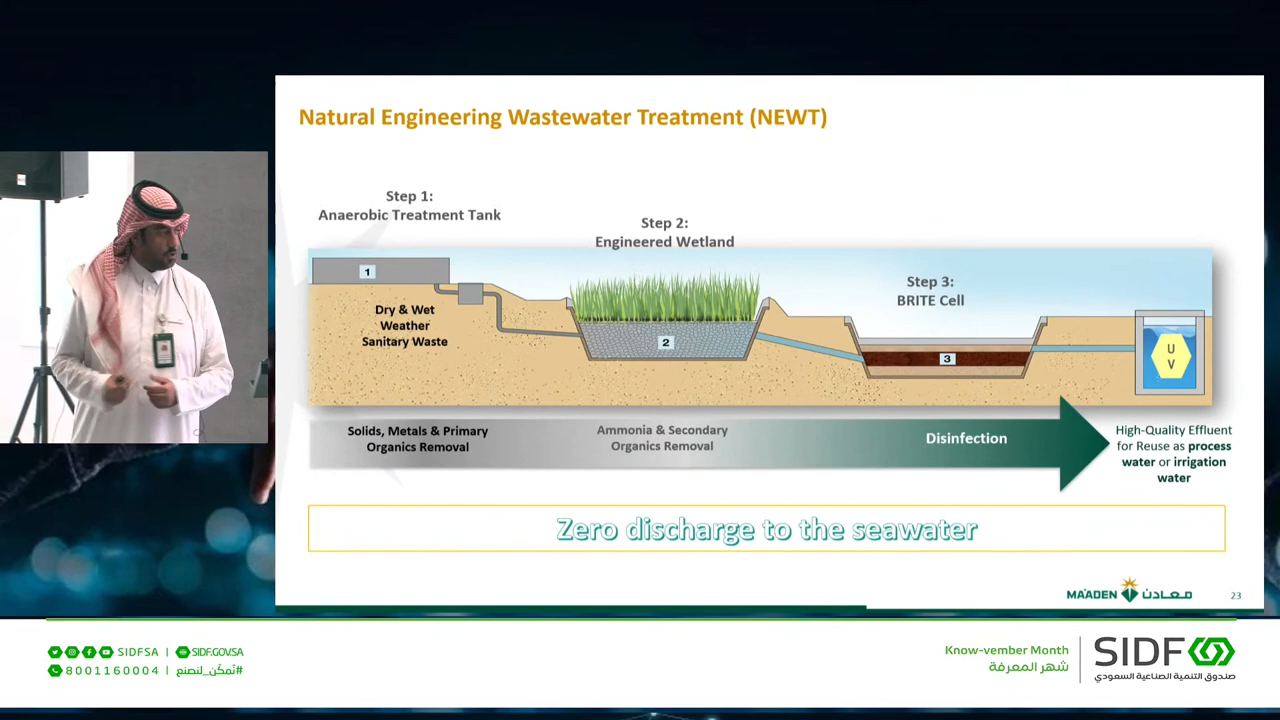 Natural Engineering Wastewater Treatment (NEWT)
Step 1:
Anaerobic Treatment Tank
Step 2:
Engineered Wetland
Step 3:
BRITE Cell
1
Dry & Wet
Weather
Sanitary Waste
2
3
U
V
Solids, Metals & Primary
Organics Removal
Ammonia & Secondary
Organics Removal
Disinfection
High-Quality Effluent
for Reuse as process
water or irrigation
water
Zero discharge to the seawater
MA'ADEN معادن
23
SIDFSA | SIDF.GOV.SA
8001160004 | #نُمكّن_لنصنع
Know-vember Month
شهر المعرفة
SIDF
صندوق التنمية الصناعية السعودي